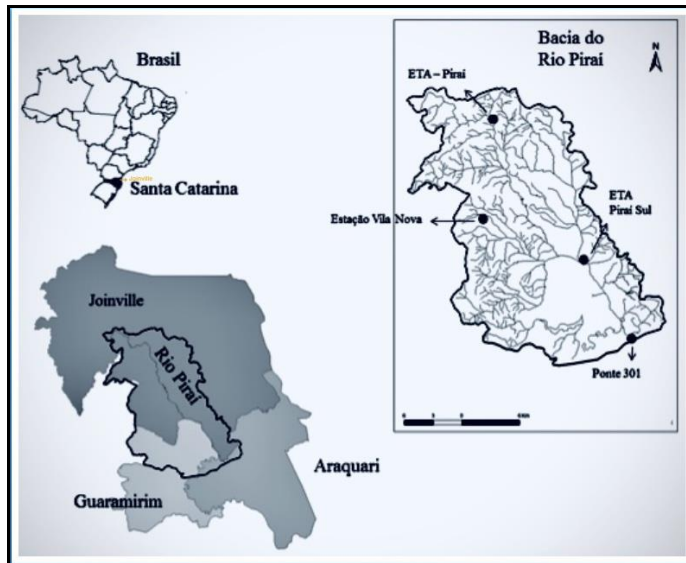 Brasil
Joinville
Santa Catarina
Bacia do
Rio Piraí
N
ETA – Piraí
ETA
Piraí Sul
Estação Vila Nova
Ponte 301
Joinville
Rio Piraí
Araquari
Guaramirim